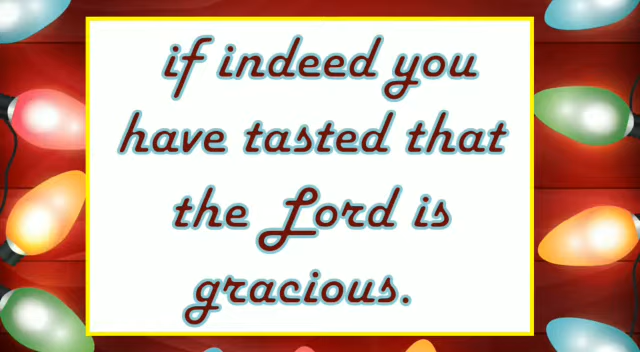 if indeed you
have tasted that
the Lord is
gracious.